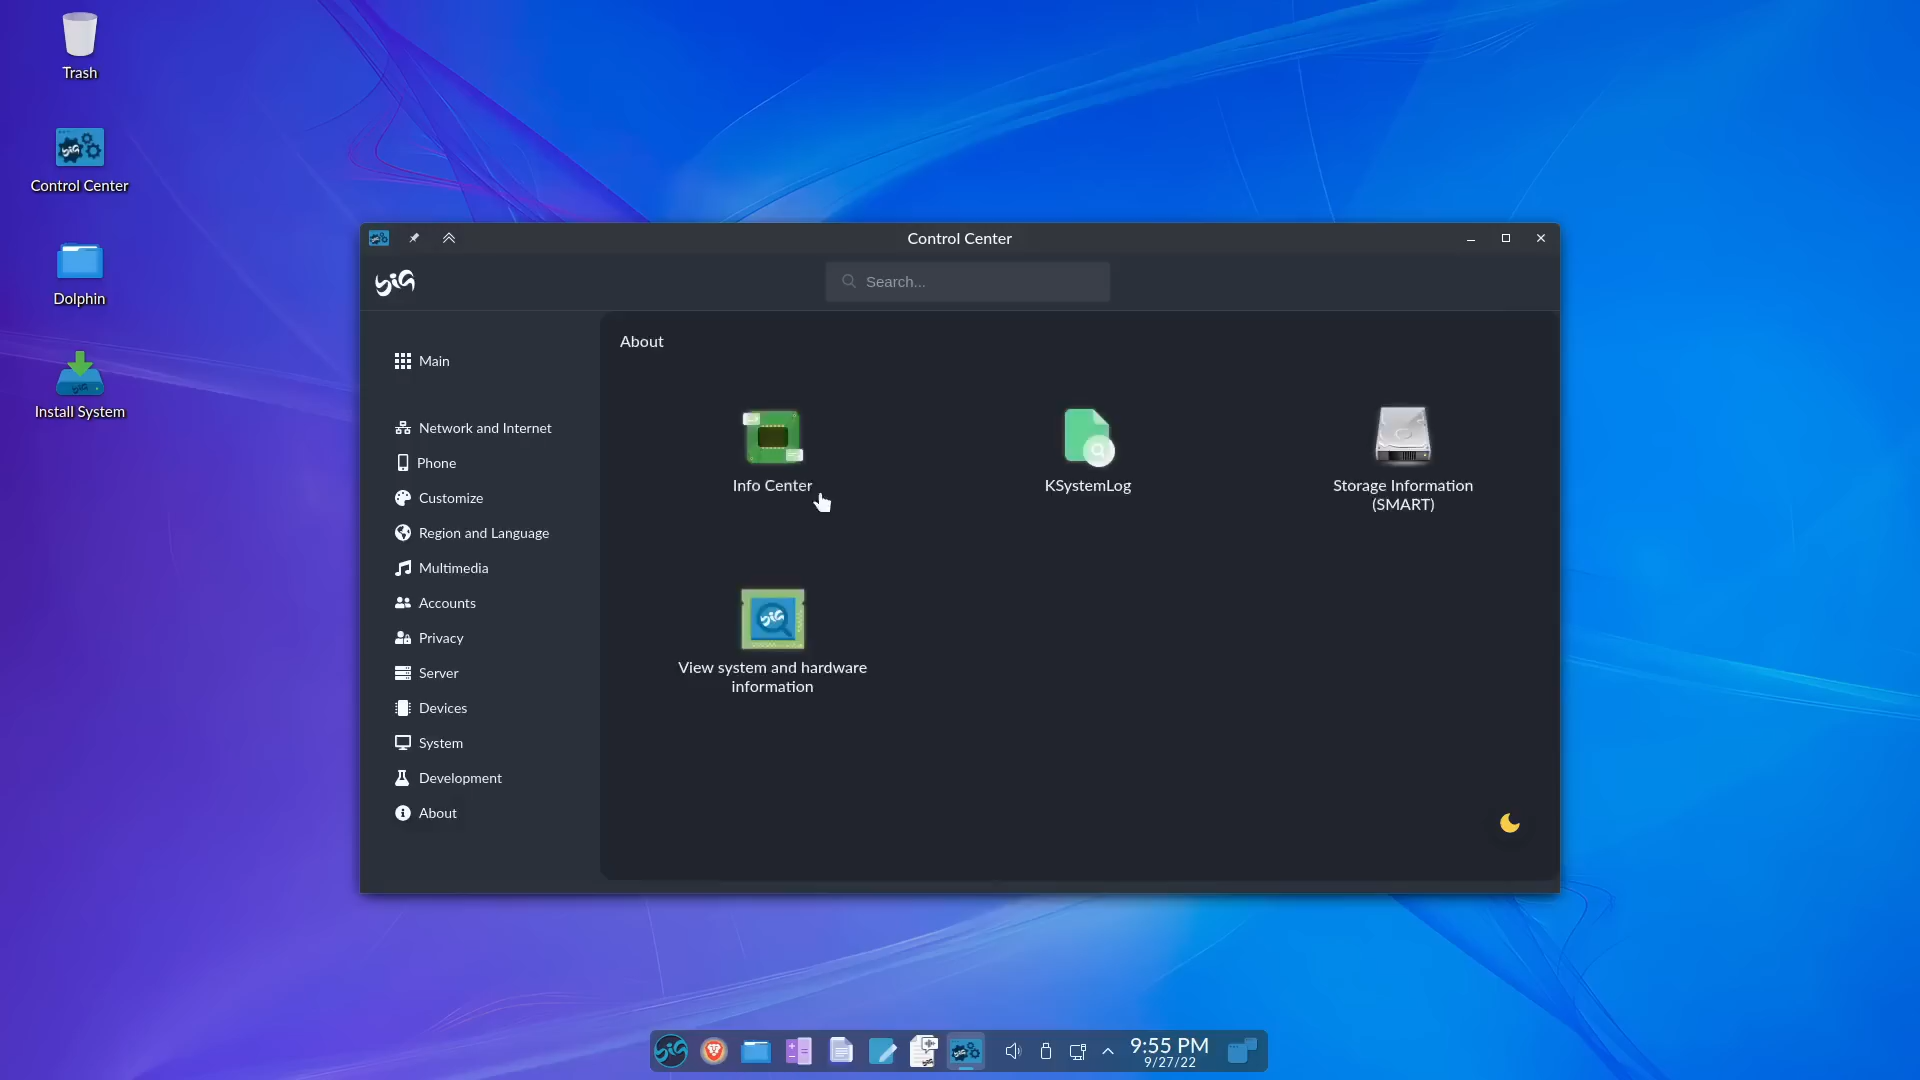 Trash
Control Center
Dolphin
Install System
Control Center
Search...
Main
Network and Internet
Phone
Customize
Region and Language
Multimedia
Accounts
Privacy
Server
Devices
System
Development
About
About
Info Center
KSystemLog
Storage Information
(SMART)
View system and hardware
information
9:55 PM
9/27/22